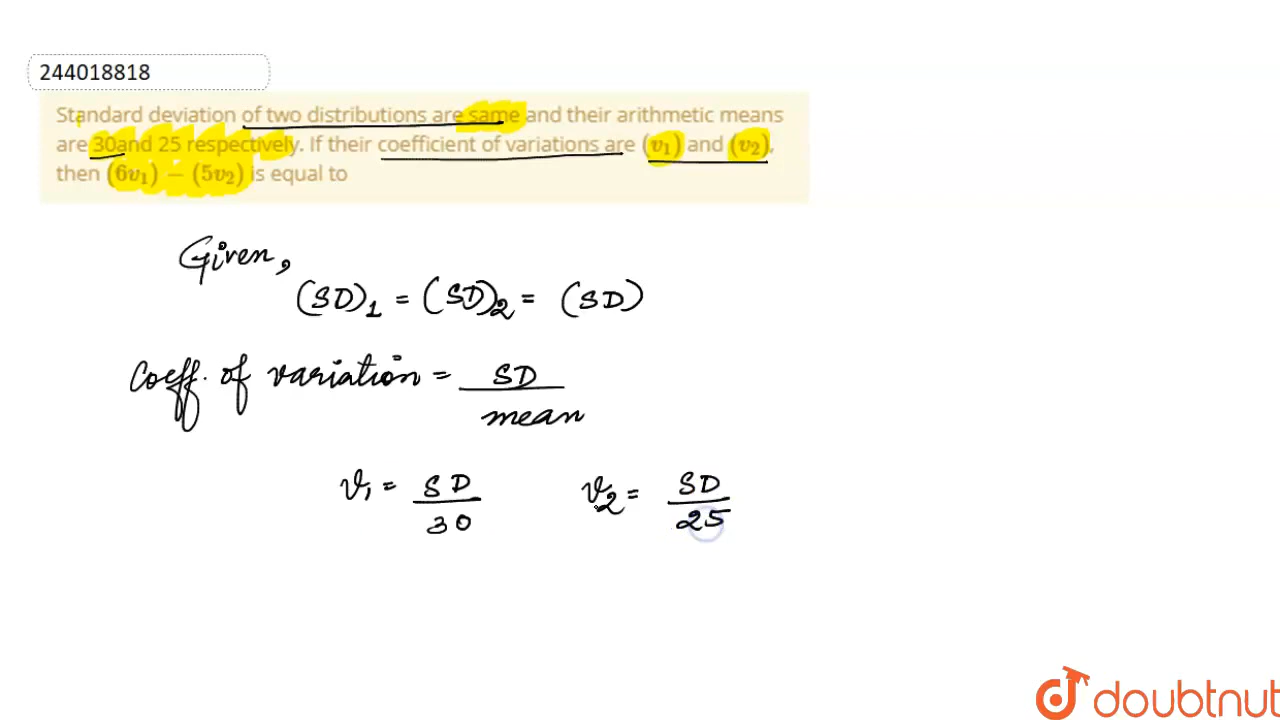 244018818
Standard deviation of two distributions are same and their arithmetic means
are 30and 25 respectively. If their coefficient of variations are (v₁) and (v₂),
then (6v₁) − (5v₂) is equal to
Given,
(SD)₁ = (SD)₂ = (SD)
Coeff. of variation = SD
mean
v₁ = SD v₂ = SD
30 25
doubtnut